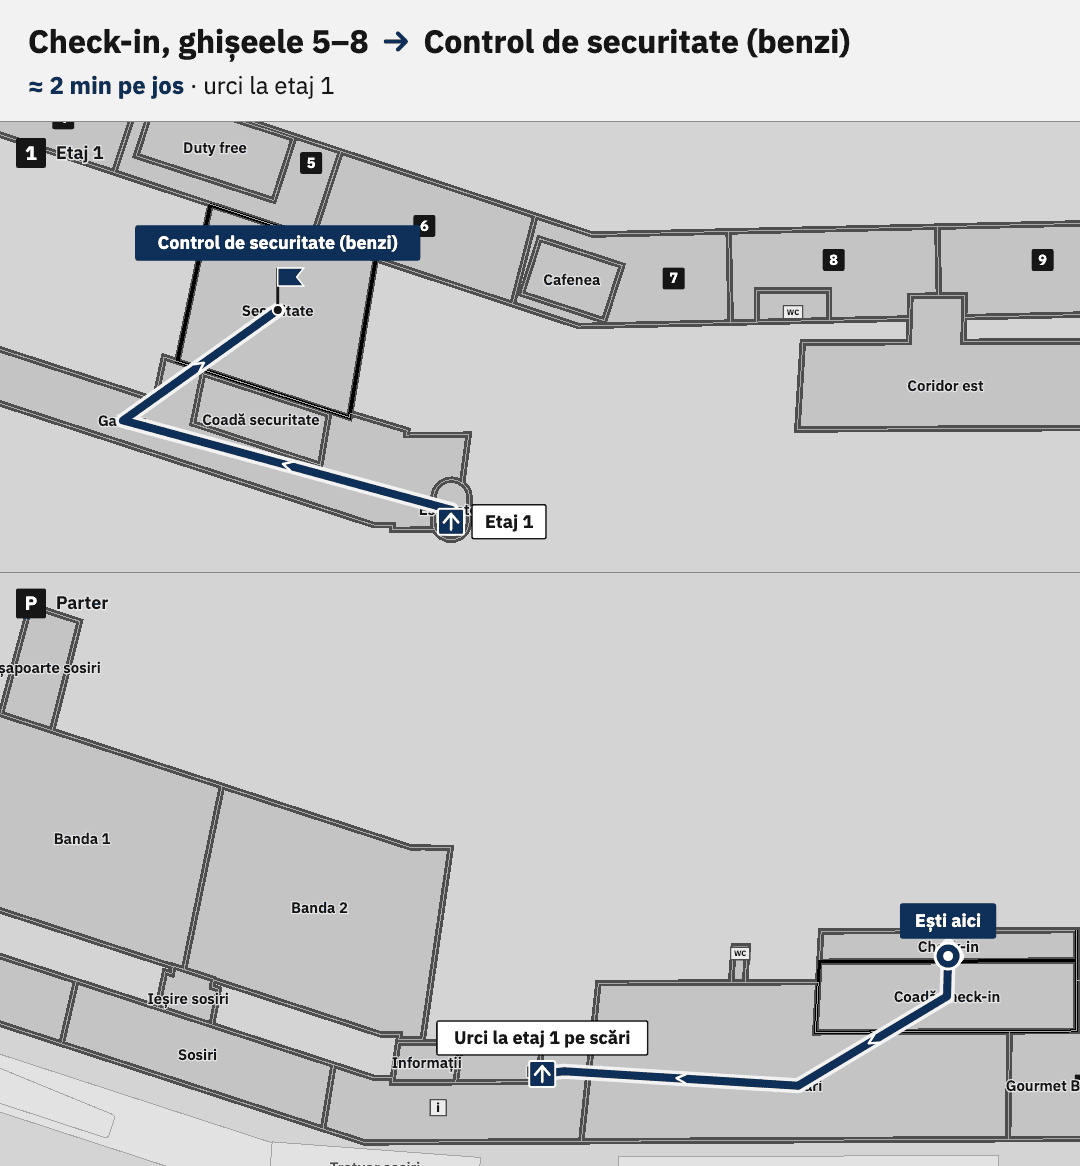 Check-in, ghișeele 5–8 → Control de securitate (benzi)
≈ 2 min pe jos · urci la etaj 1
1 Etaj 1
Duty free
5
Control de securitate (benzi)
6
Cafenea
7
8
9
WC
Coridor est
Coadă securitate
Etaj 1
P Parter
sosiri
Banda 1
Banda 2
Ești aici
WC
Ieșire sosiri
Urci la etaj 1 pe scări
Sosiri
Informații
Gourmet
i